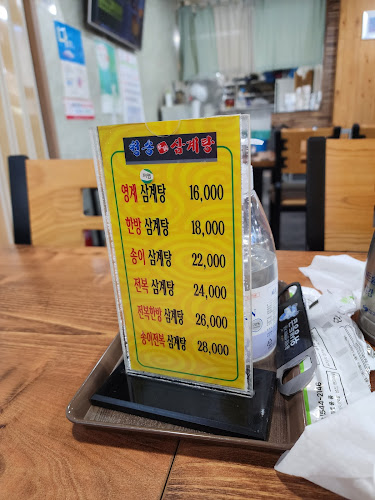 현송 삼계탕
영계 삼계탕 16,000
한방 삼계탕 18,000
송이 삼계탕 22,000
전복 삼계탕 24,000
전복한방 삼계탕 26,000
송이전복 삼계탕 28,000